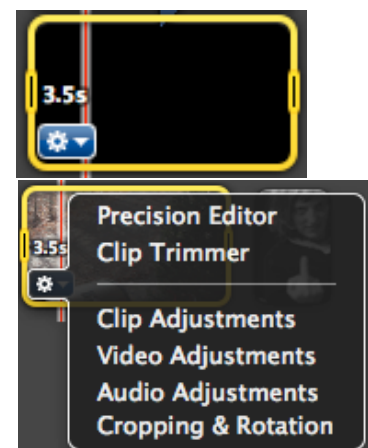 3.5s
Precision Editor
3.5s
Clip Trimmer
Clip Adjustments
Video Adjustments
Audio Adjustments
Cropping & Rotation